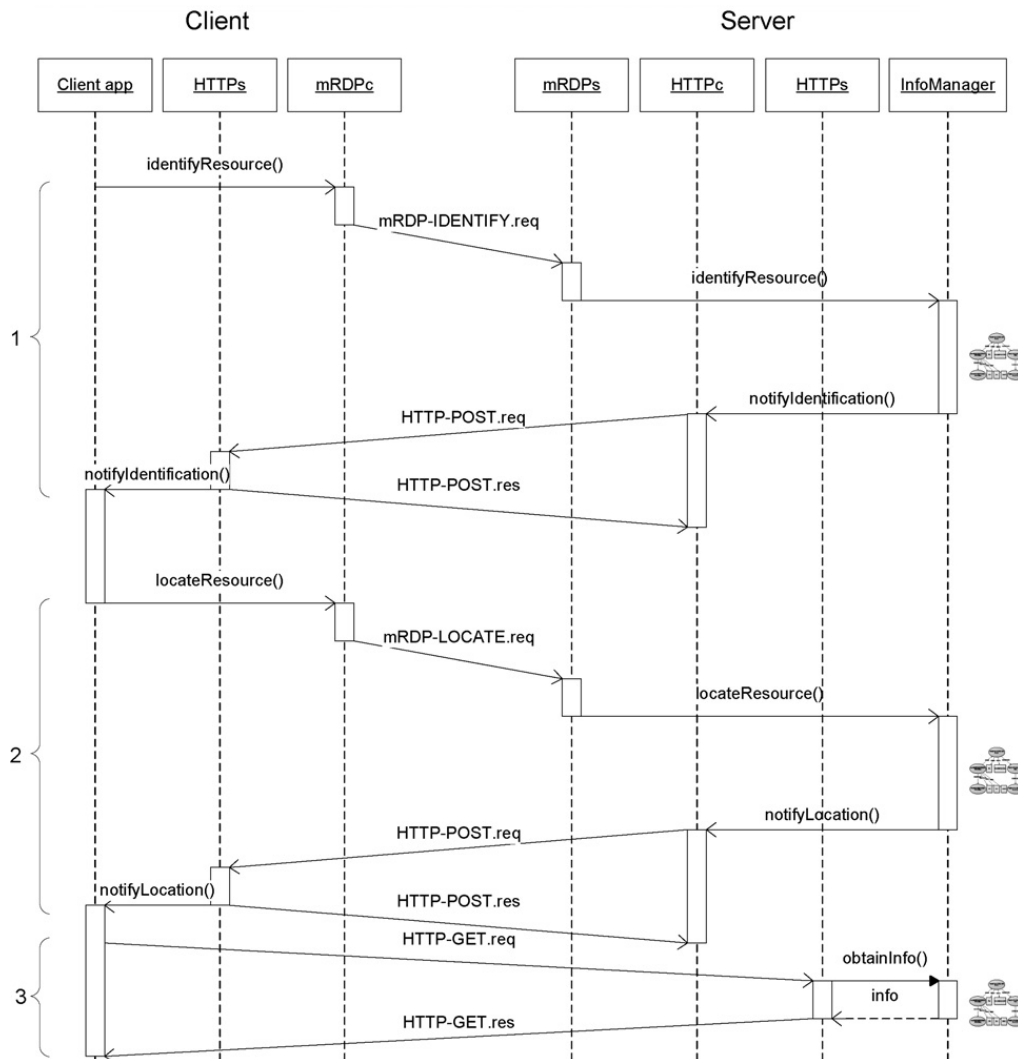 Client Server
Client app HTTPs mRDPc mRDPs HTTPc HTTPs InfoManager
identifyResource()
mRDP-IDENTIFY.req
identifyResource()
1
notifyIdentification()
HTTP-POST.req
notifyIdentification()
HTTP-POST.res
locateResource()
mRDP-LOCATE.req
locateResource()
2
notifyLocation()
HTTP-POST.req
notifyLocation()
HTTP-POST.res
HTTP-GET.req
obtainInfo()
3
info
HTTP-GET.res